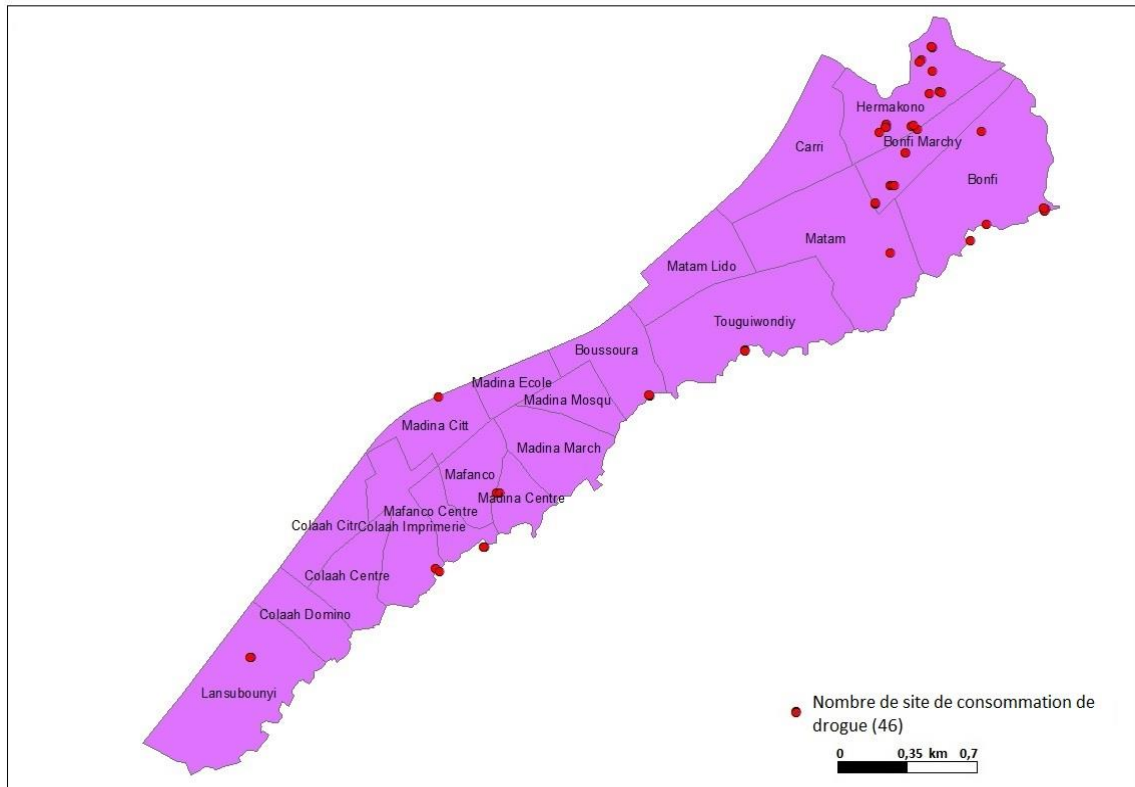 Hermakono
Bonfi Marchy
Carri
Bonfi
Matam
Matam Lido
Touguiwondiy
Boussoura
Madina Ecole
Madina Mosqu
Madina Citt
Madina March
Mafanco
Madina Centre
Mafanco Centre
Colaah Citr
Colaah Imprimerie
Colaah Centre
Colaah Domino
Lansubounyi
Nombre de site de consommation de
drogue (46)
0 0,35 km 0,7